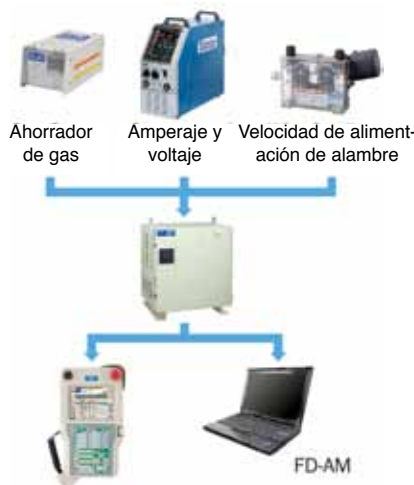 Ahorrador
de gas
Amperaje y
voltaje
Velocidad de aliment-
ación de alambre
FD-AM